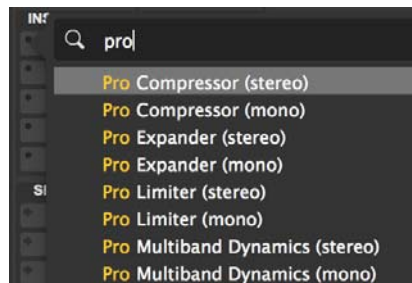 INS
pro
Pro Compressor (stereo)
Pro Compressor (mono)
Pro Expander (stereo)
Pro Expander (mono)
Pro Limiter (stereo)
Pro Limiter (mono)
Pro Multiband Dynamics (stereo)
Pro Multiband Dynamics (mono)